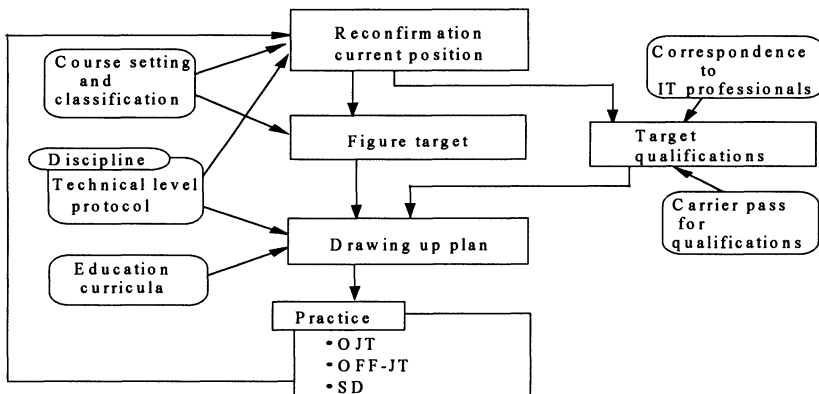 Reconfirmation
current position
Course setting
and
classification
Correspondence
to
IT professionals
Figure target
Target
qualifications
Discipline
Technical level
protocol
Carrier pass
for
qualifications
Drawing up plan
Education
curricula
Practice
・OJT
・OFF-JT
・SD